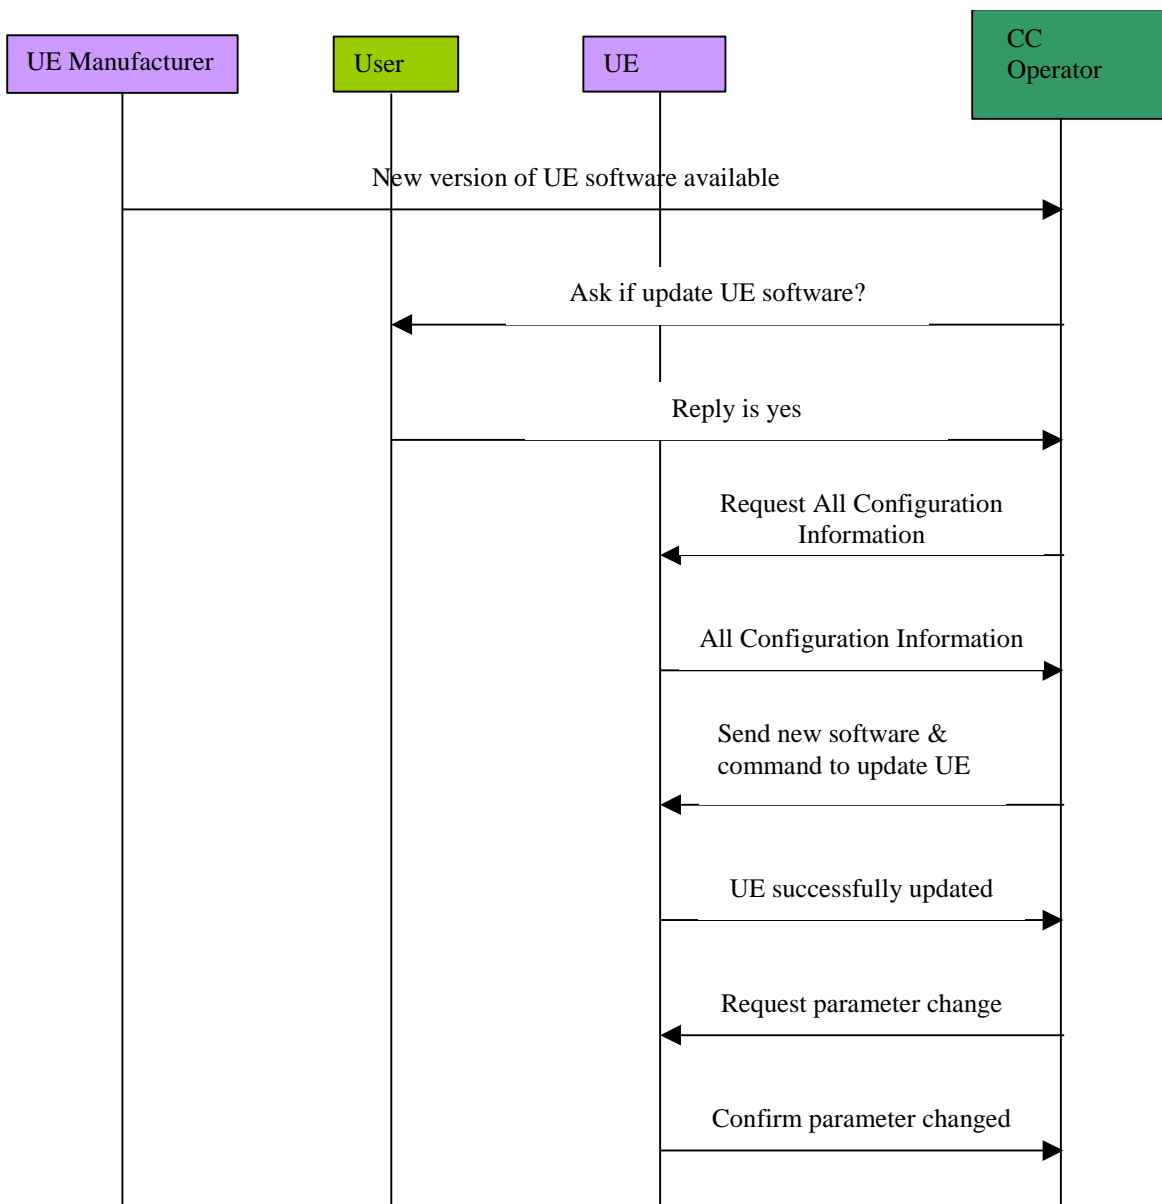 UE Manufacturer
User
UE
CC
Operator
New version of UE software available
Ask if update UE software?
Reply is yes
Request All Configuration
Information
All Configuration Information
Send new software &
command to update UE
UE successfully updated
Request parameter change
Confirm parameter changed